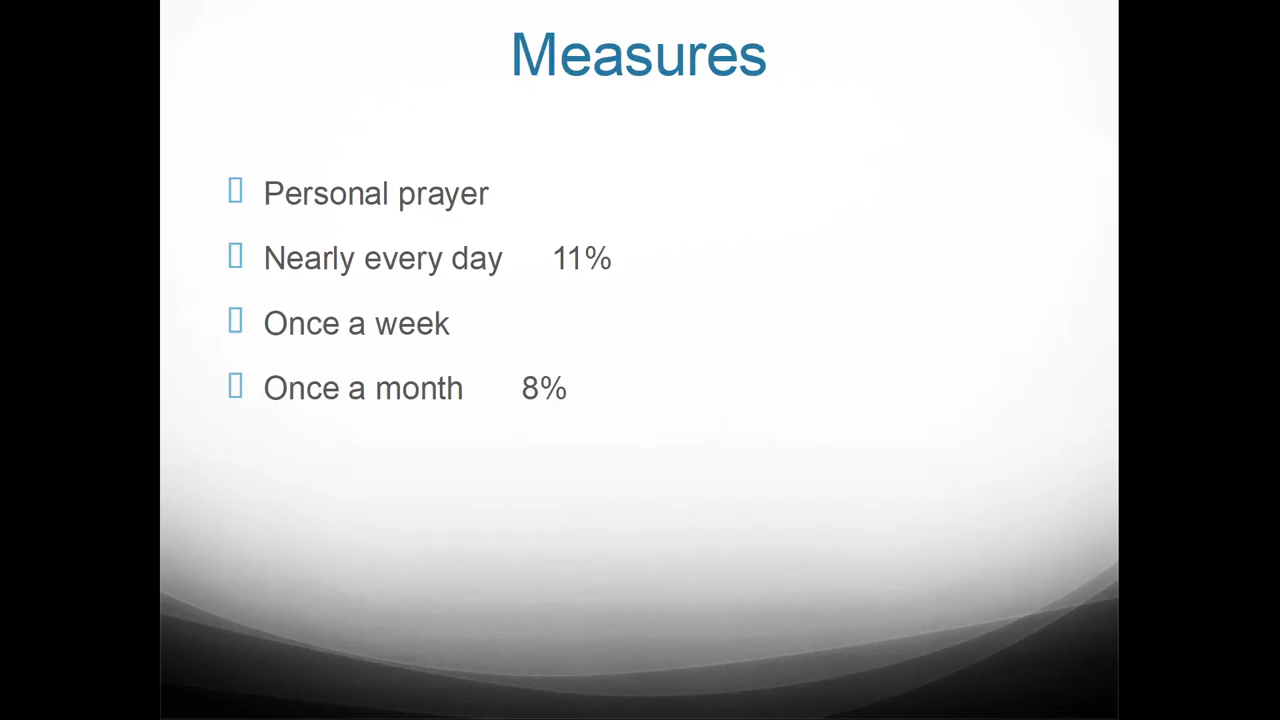 Measures
Personal prayer
Nearly every day 11%
Once a week
Once a month 8%